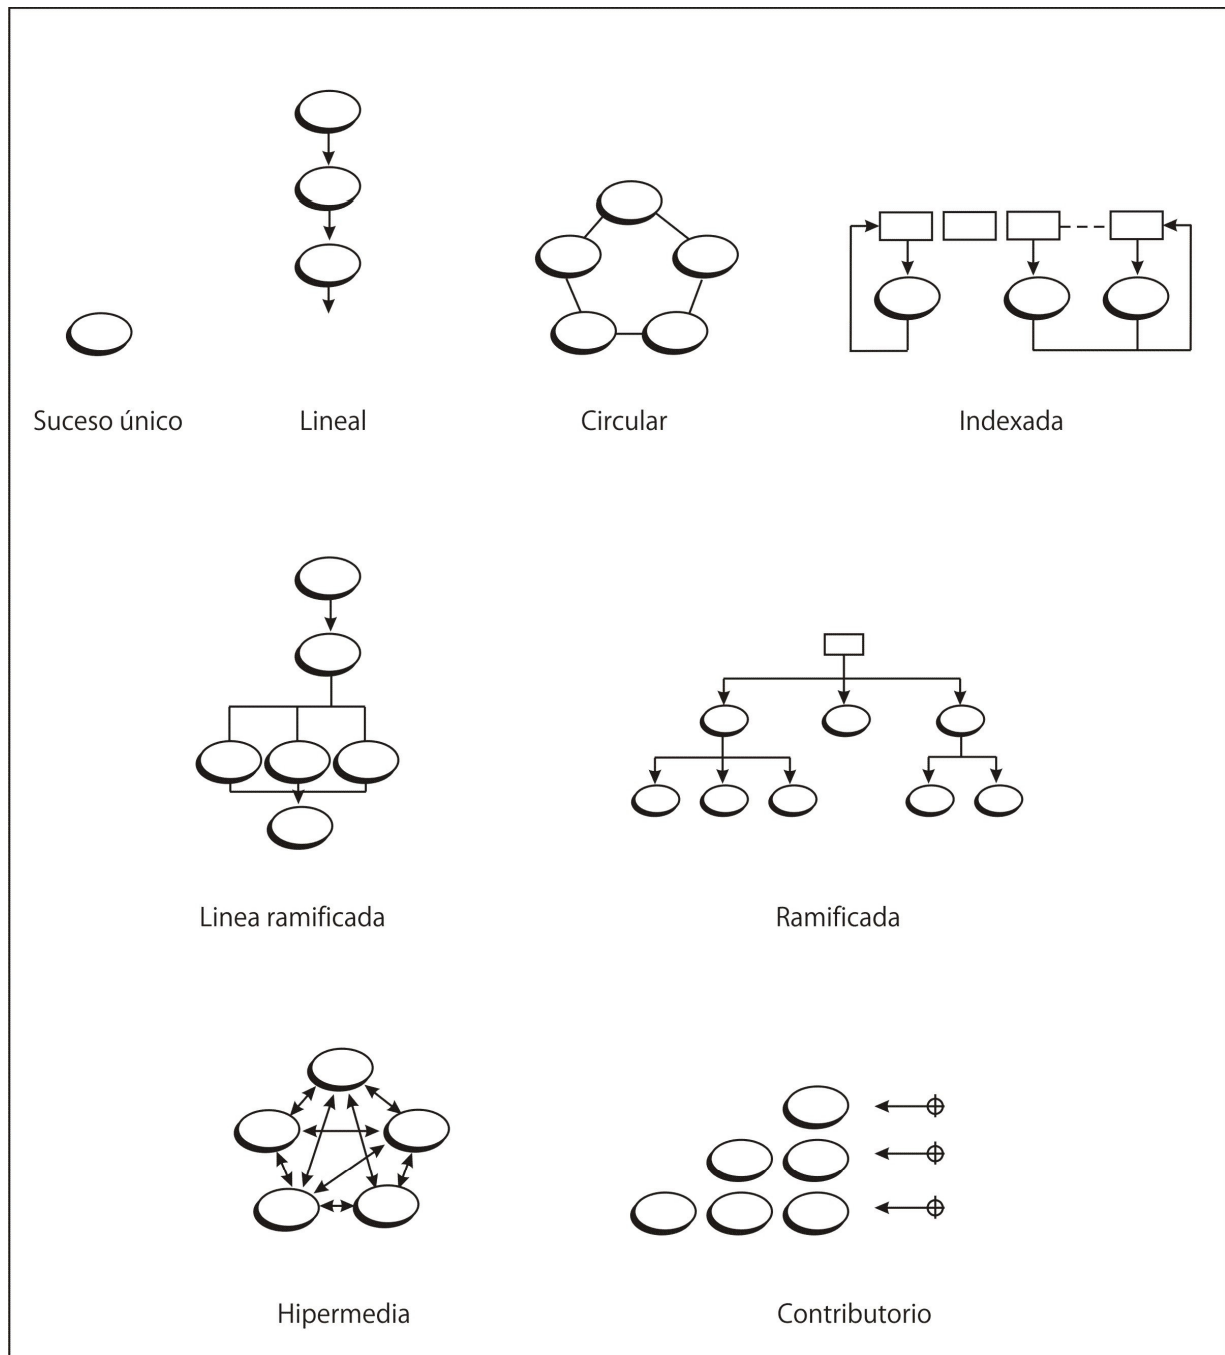 Suceso único
Lineal
Circular
Indexada
Linea ramificada
Ramificada
Hipermedia
Contributorio